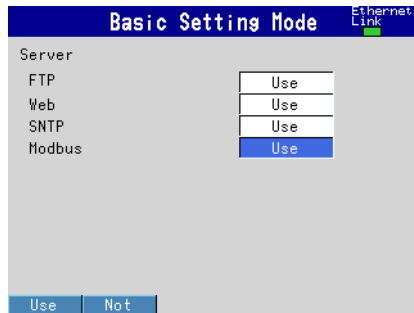 Basic Setting Mode
Ethernet
Link
Server
FTP Use
Web Use
SNTP Use
Modbus Use
Use Not